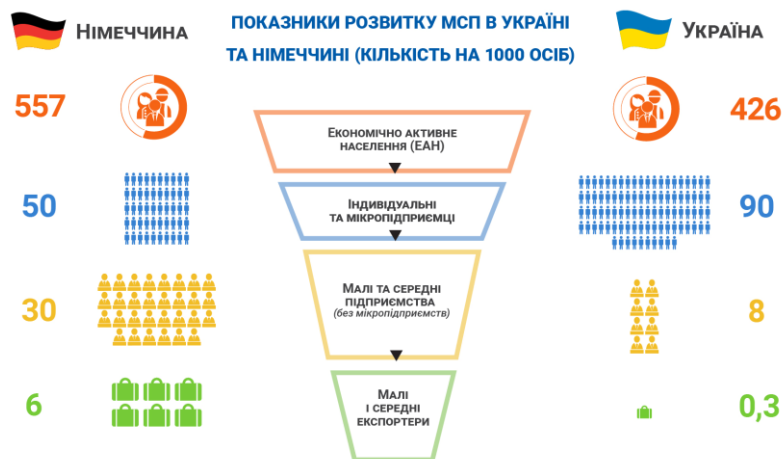 НІМЕЧЧИНА
ПОКАЗНИКИ РОЗВИТКУ МСП В УКРАЇНІ
ТА НІМЕЧЧИНІ (КІЛЬКІСТЬ НА 1000 ОСІБ)
УКРАЇНА
557
ЕКОНОМІЧНО АКТИВНЕ
НАСЕЛЕННЯ (ЕАН)
426
50
ІНДИВІДУАЛЬНІ
ТА МІКРОПІДПРИЄМЦІ
90
30
МАЛІ ТА СЕРЕДНІ
ПІДПРИЄМСТВА
(без мікропідприємств)
8
6
МАЛІ
І СЕРЕДНІ
ЕКСПОРТЕРИ
0,3